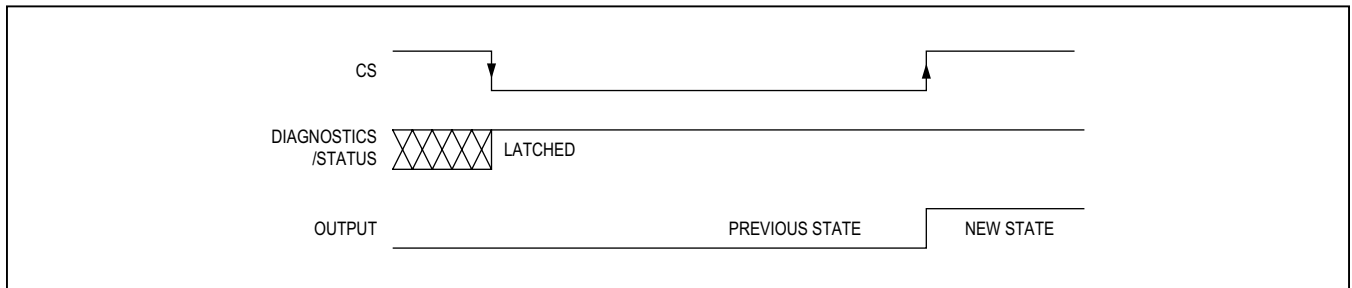 CS
DIAGNOSTICS
/STATUS
LATCHED
OUTPUT
PREVIOUS STATE
NEW STATE